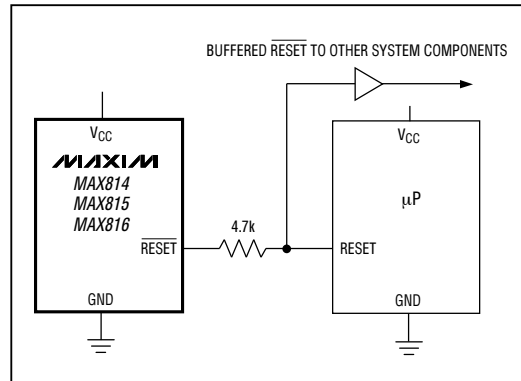 BUFFERED RESET TO OTHER SYSTEM COMPONENTS
VCC
MAXIM
MAX814
MAX815
MAX816
RESET
GND
4.7k
VCC
μP
RESET
GND